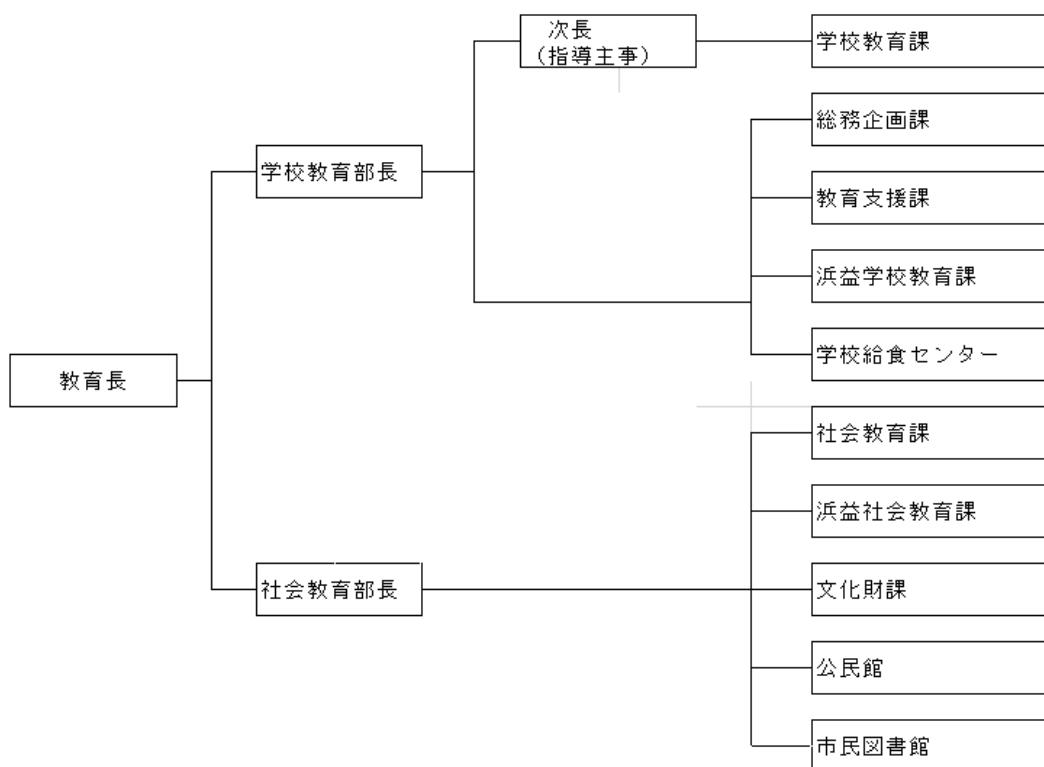 次長
（指導主事）
学校教育課
総務企画課
学校教育部長
教育支援課
浜益学校教育課
学校給食センター
教育長
社会教育課
浜益社会教育課
社会教育部長
文化財課
公民館
市民図書館